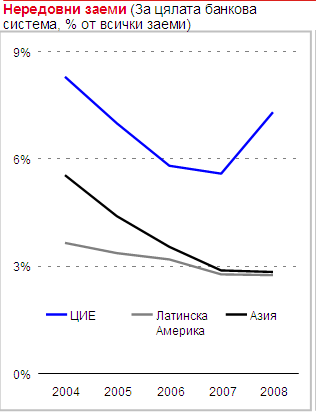 Нередовни заеми (За цялата банкова
система, % от всички заеми)
9%
6%
3%
ЦИЕ
Латинска
Америка
Азия
0%
2004 2005 2006 2007 2008